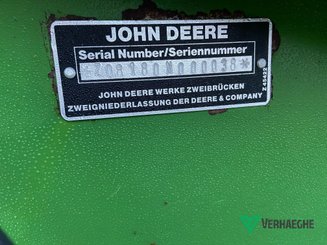 JOHN DEERE
Serial Number/Seriennummer
JOHN DEERE WERKE ZWEIBRÜCKEN
ZWEIGNIEDERLASSUNG DER DEERE & COMPANY
VERHAEGHE